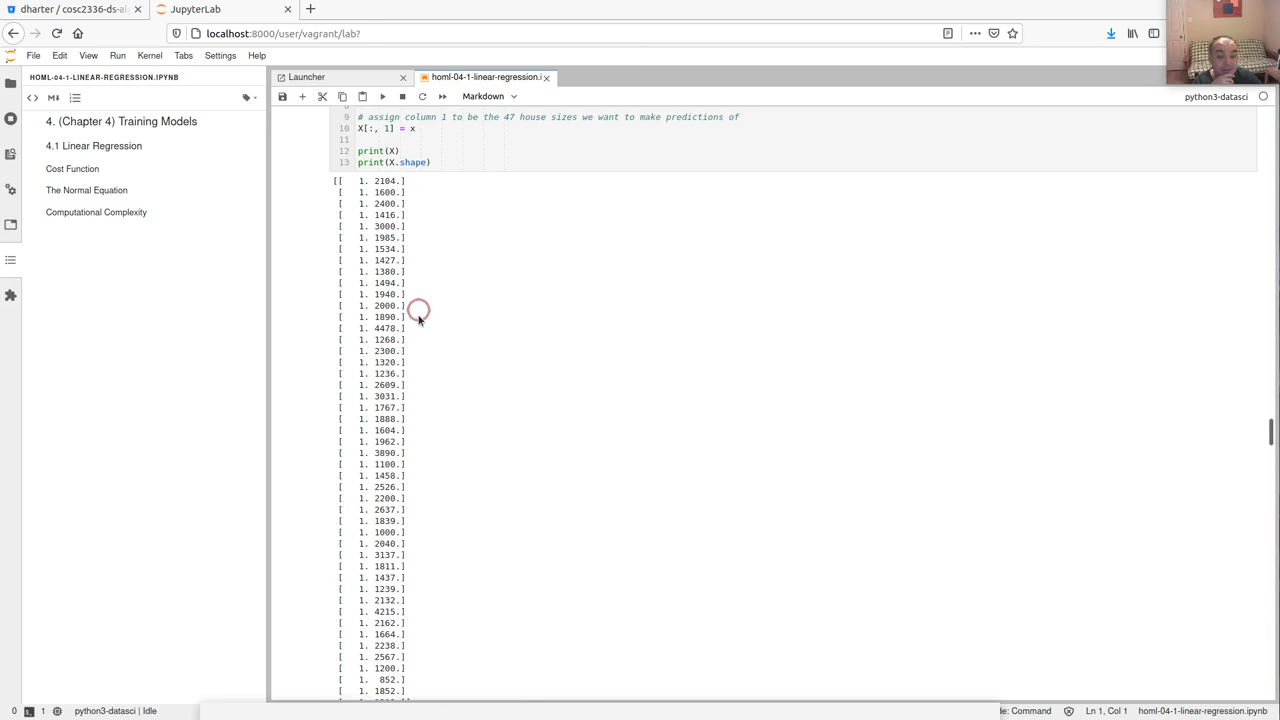 dharter / cosc2336-ds-al
JupyterLab
localhost:8000/user/vagrant/lab?
File Edit View Run Kernel Tabs Settings Help
HOML-04-1-LINEAR-REGRESSION.IPYNB
4. (Chapter 4) Training Models
4.1 Linear Regression
Cost Function
The Normal Equation
Computational Complexity
Launcher
homl-04-1-linear-regression.i
Markdown
python3-datasci
9 # assign column 1 to be the 47 house sizes we want to make predictions of
10 X[:, 1] = x
11
12 print(X)
13 print(X.shape)
[[ 1. 2104.]
[ 1. 1600.]
[ 1. 2400.]
[ 1. 1416.]
[ 1. 3000.]
[ 1. 1985.]
[ 1. 1534.]
[ 1. 1427.]
[ 1. 1380.]
[ 1. 1494.]
[ 1. 1940.]
[ 1. 2000.]
[ 1. 1890.]
[ 1. 4478.]
[ 1. 1268.]
[ 1. 2300.]
[ 1. 1320.]
[ 1. 1236.]
[ 1. 2609.]
[ 1. 3031.]
[ 1. 1767.]
[ 1. 1888.]
[ 1. 1604.]
[ 1. 1962.]
[ 1. 3890.]
[ 1. 1100.]
[ 1. 1458.]
[ 1. 2526.]
[ 1. 2200.]
[ 1. 2637.]
[ 1. 1839.]
[ 1. 1000.]
[ 1. 2040.]
[ 1. 3137.]
[ 1. 1811.]
[ 1. 1437.]
[ 1. 1239.]
[ 1. 2132.]
[ 1. 4215.]
[ 1. 2162.]
[ 1. 1664.]
[ 1. 2238.]
[ 1. 2567.]
[ 1. 1200.]
[ 1. 852.]
[ 1. 1852.]
0 1 python3-datasci | Idle
de: Command Ln 1, Col 1 homl-04-1-linear-regression.ipynb